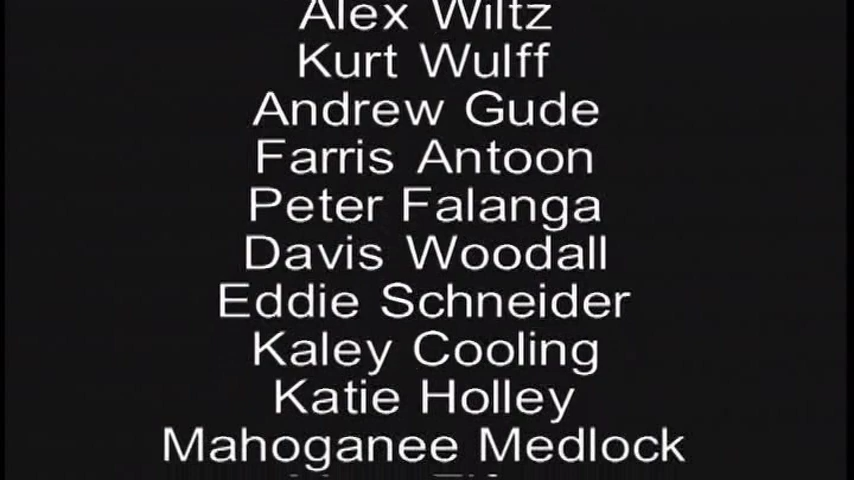 Alex Wiltz
Kurt Wulff
Andrew Gude
Farris Antoon
Peter Falanga
Davis Woodall
Eddie Schneider
Kaley Cooling
Katie Holley
Mahoganee Medlock